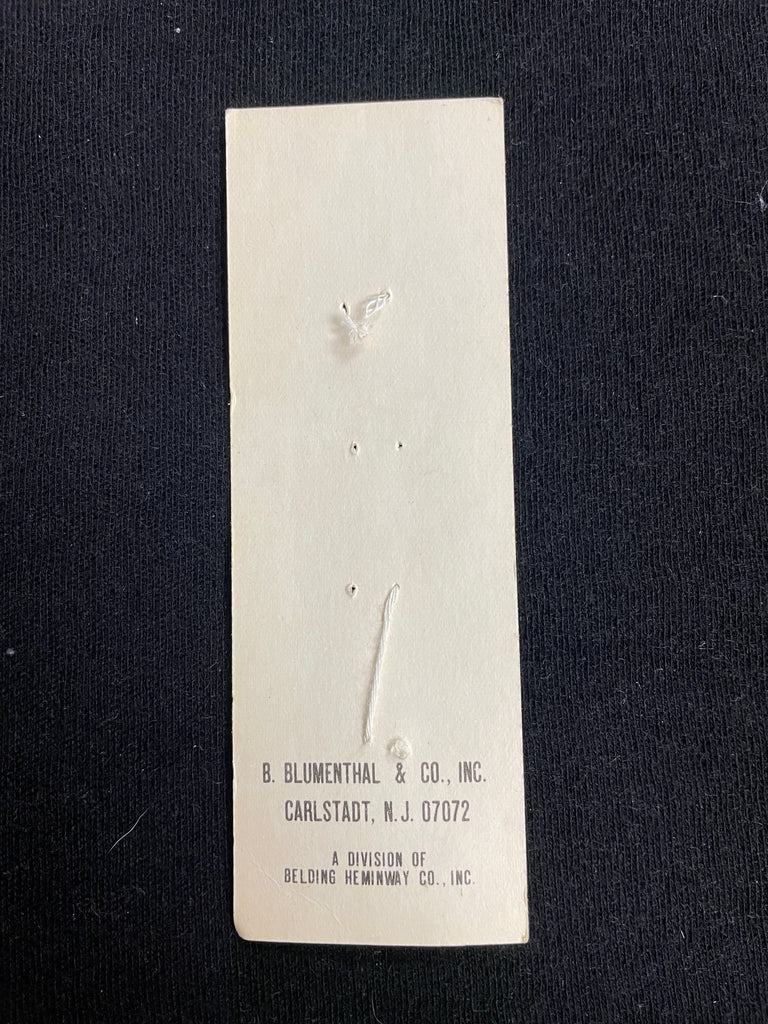 B. BLUMENTHAL & CO., INC.
CARLSTADT, N.J. 07072
A DIVISION OF
BELDING HEMINWAY CO., INC.